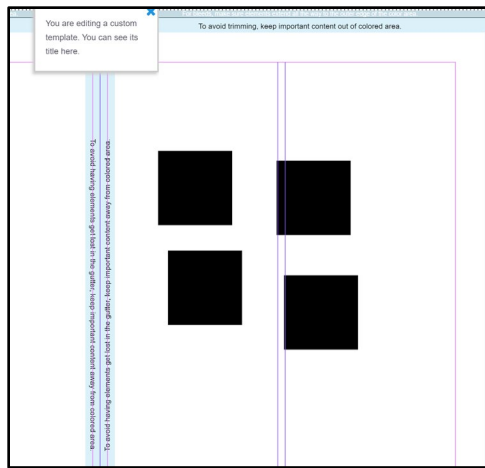 You are editing a custom
template. You can see its
title here.
To avoid trimming, keep important content out of colored area.
To avoid having elements get lost in the gutter, keep important content away from colored area.
To avoid having elements get lost in the gutter, keep important content away from colored area.